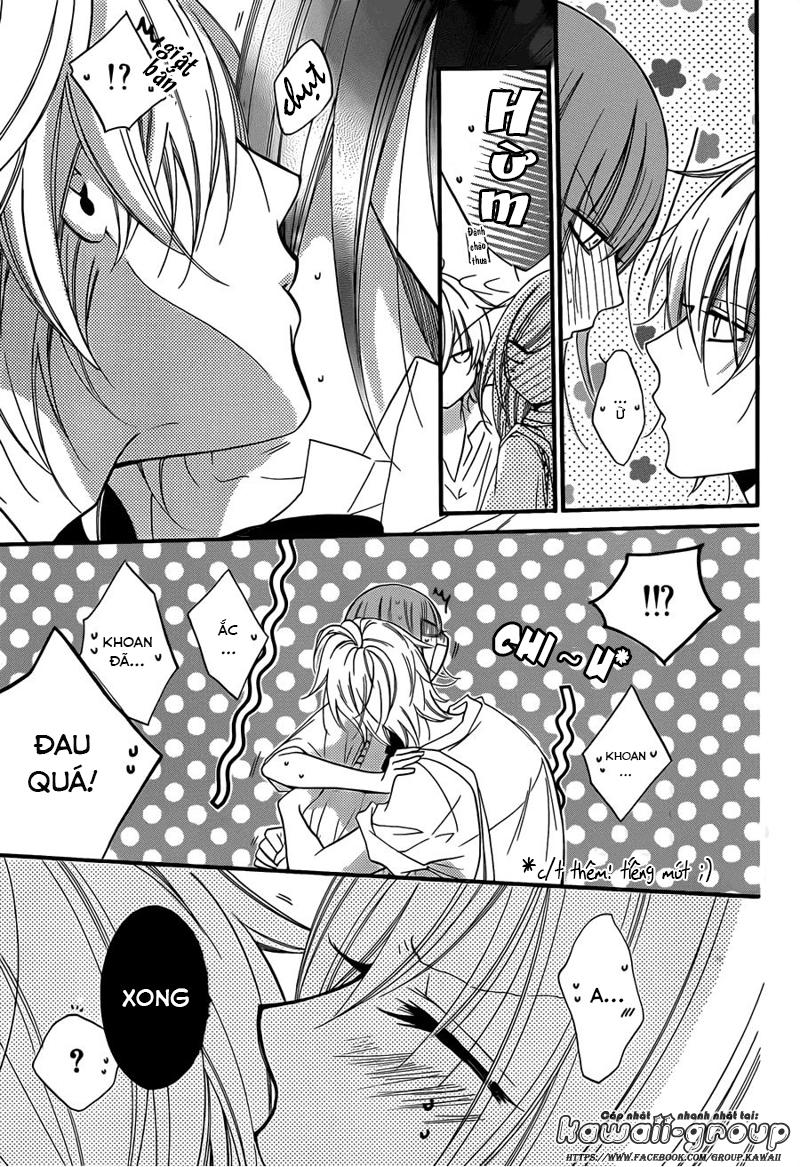 ...
Ữ
Hừm
Đành
chào
thua
chụt
giật
bắn
!?
!!?
CHI ~ U*
KHOAN
...
ẮC
...
KHOAN
ĐÃ...
ĐAU
QUÁ!
*c/t thêm! tiếng mút ;)
A...
XONG
?
Cập nhật nhanh nhất tại:
kawaii-group
HTTPS://WWW.FACEBOOK.COM/GROUP.KAWAII